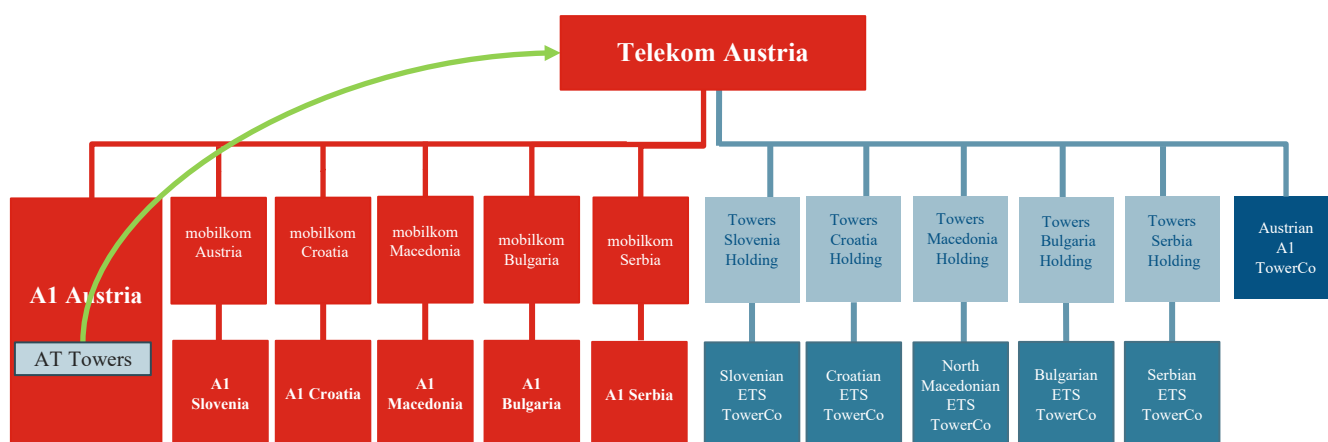 Telekom Austria
A1 Austria
AT Towers
mobilkom
Austria
mobilkom
Croatia
mobilkom
Macedonia
mobilkom
Bulgaria
mobilkom
Serbia
Towers
Slovenia
Holding
Towers
Croatia
Holding
Towers
Macedonia
Holding
Towers
Bulgaria
Holding
Towers
Serbia
Holding
Austrian
A1
TowerCo
A1
Slovenia
A1 Croatia
A1
Macedonia
A1
Bulgaria
A1 Serbia
Slovenian
ETS
TowerCo
Croatian
ETS
TowerCo
North
Macedonian
ETS
TowerCo
Bulgarian
ETS
TowerCo
Serbian
ETS
TowerCo